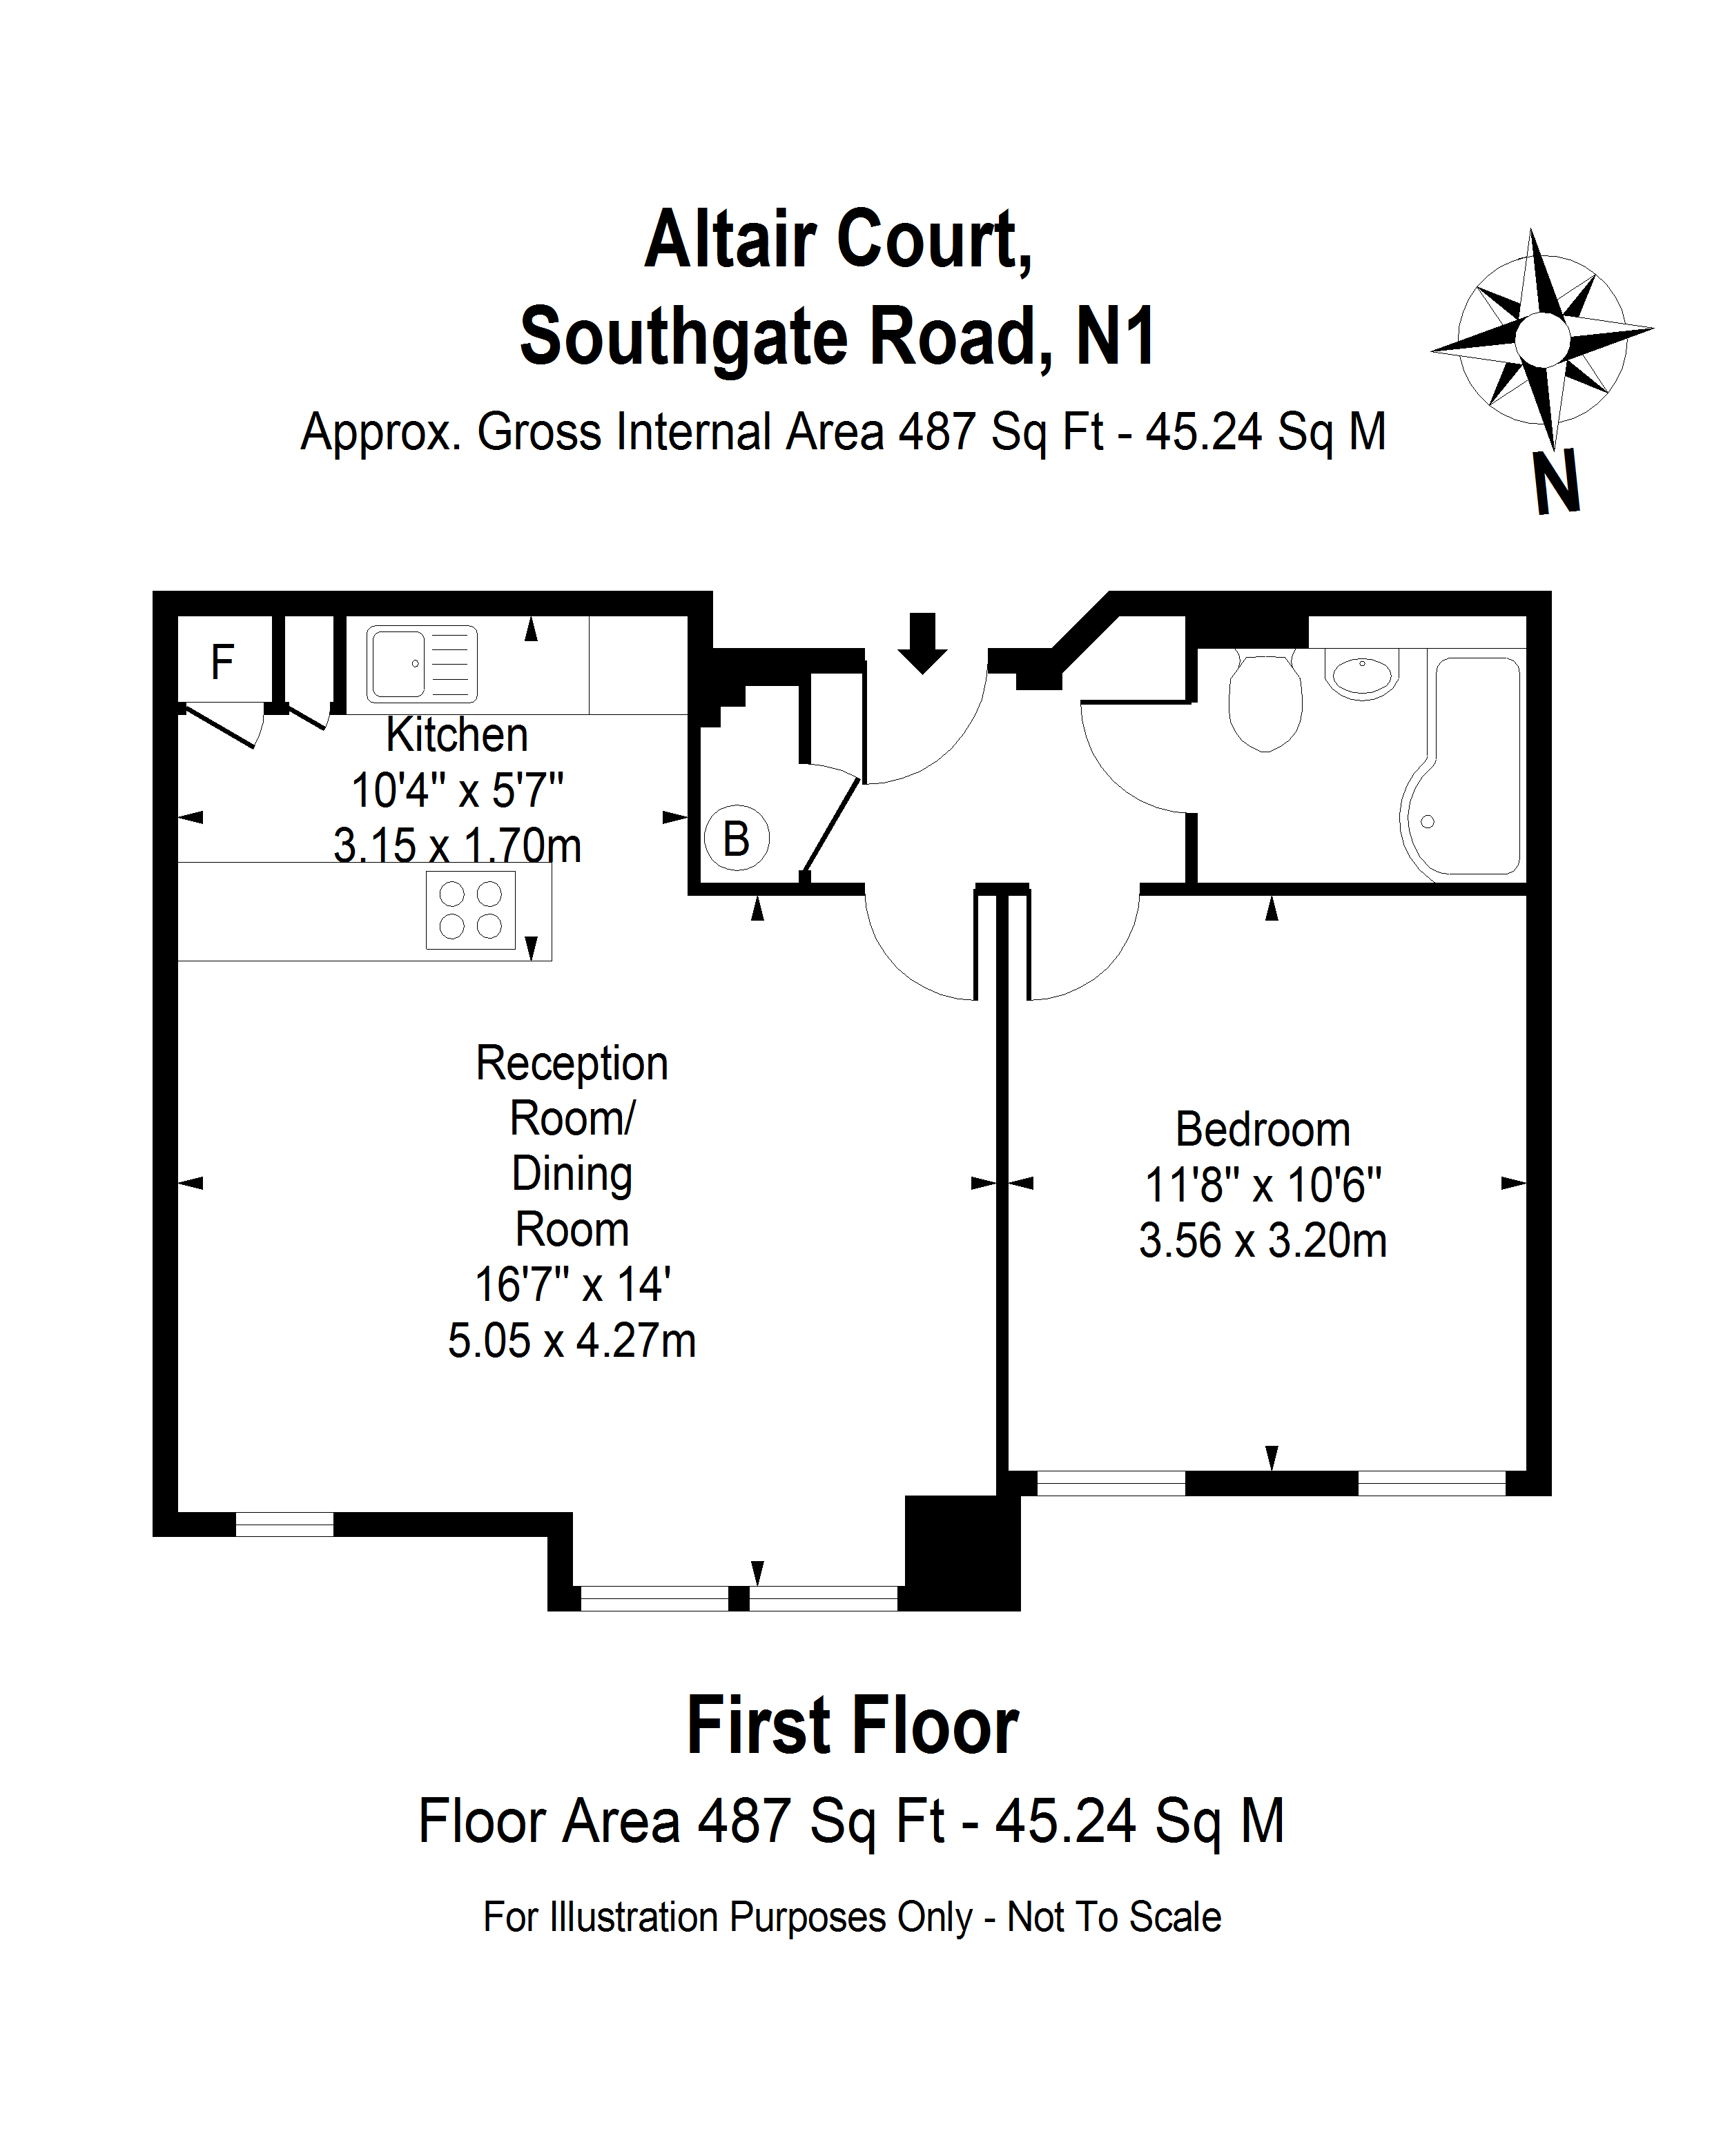 Altair Court,
Southgate Road, N1
Approx. Gross Internal Area 487 Sq Ft - 45.24 Sq M
N
F
Kitchen
10'4" x 5'7"
3.15 x 1.70m
B
Reception
Room/
Dining
Room
16'7" x 14'
5.05 x 4.27m
Bedroom
11'8" x 10'6"
3.56 x 3.20m
First Floor
Floor Area 487 Sq Ft - 45.24 Sq M
For Illustration Purposes Only - Not To Scale